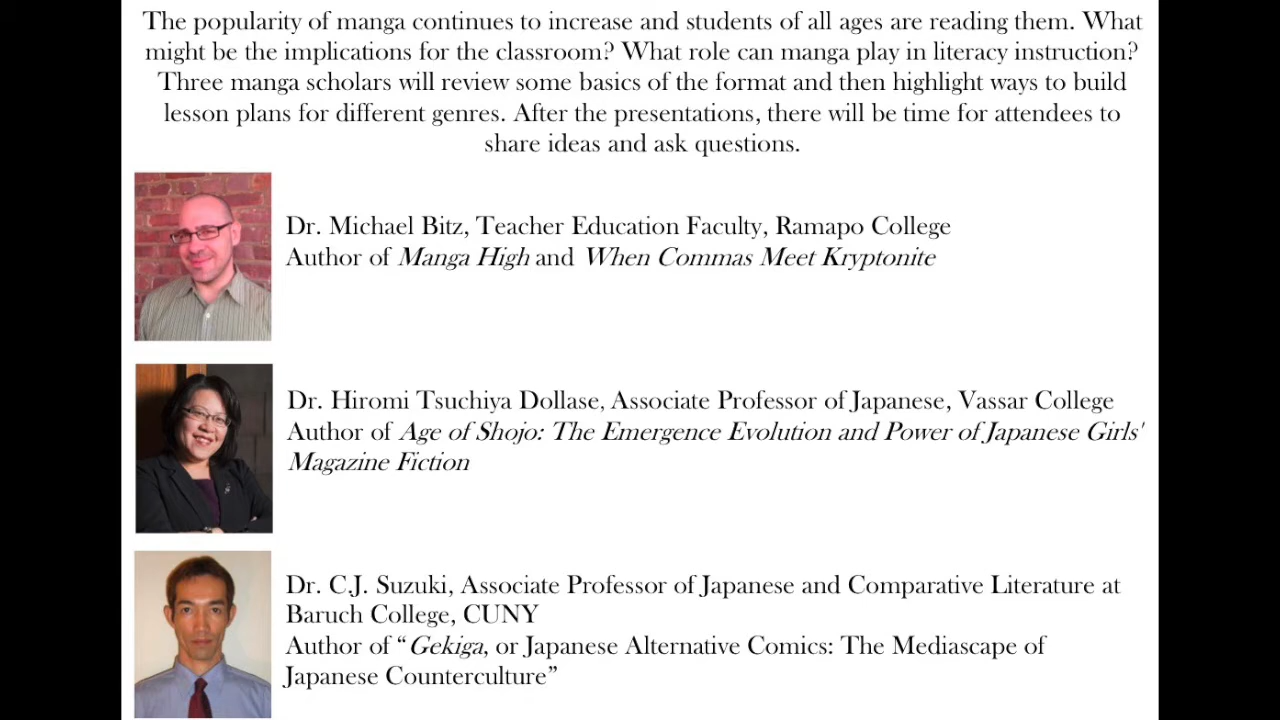 The popularity of manga continues to increase and students of all ages are reading them. What
might be the implications for the classroom? What role can manga play in literacy instruction?
Three manga scholars will review some basics of the format and then highlight ways to build
lesson plans for different genres. After the presentations, there will be time for attendees to
share ideas and ask questions.
Dr. Michael Bitz, Teacher Education Faculty, Ramapo College
Author of Manga High and When Commas Meet Kryptonite
Dr. Hiromi Tsuchiya Dollase, Associate Professor of Japanese, Vassar College
Author of Age of Shojo: The Emergence Evolution and Power of Japanese Girls'
Magazine Fiction
Dr. C.J. Suzuki, Associate Professor of Japanese and Comparative Literature at
Baruch College, CUNY
Author of “Gekiga, or Japanese Alternative Comics: The Mediascape of
Japanese Counterculture”